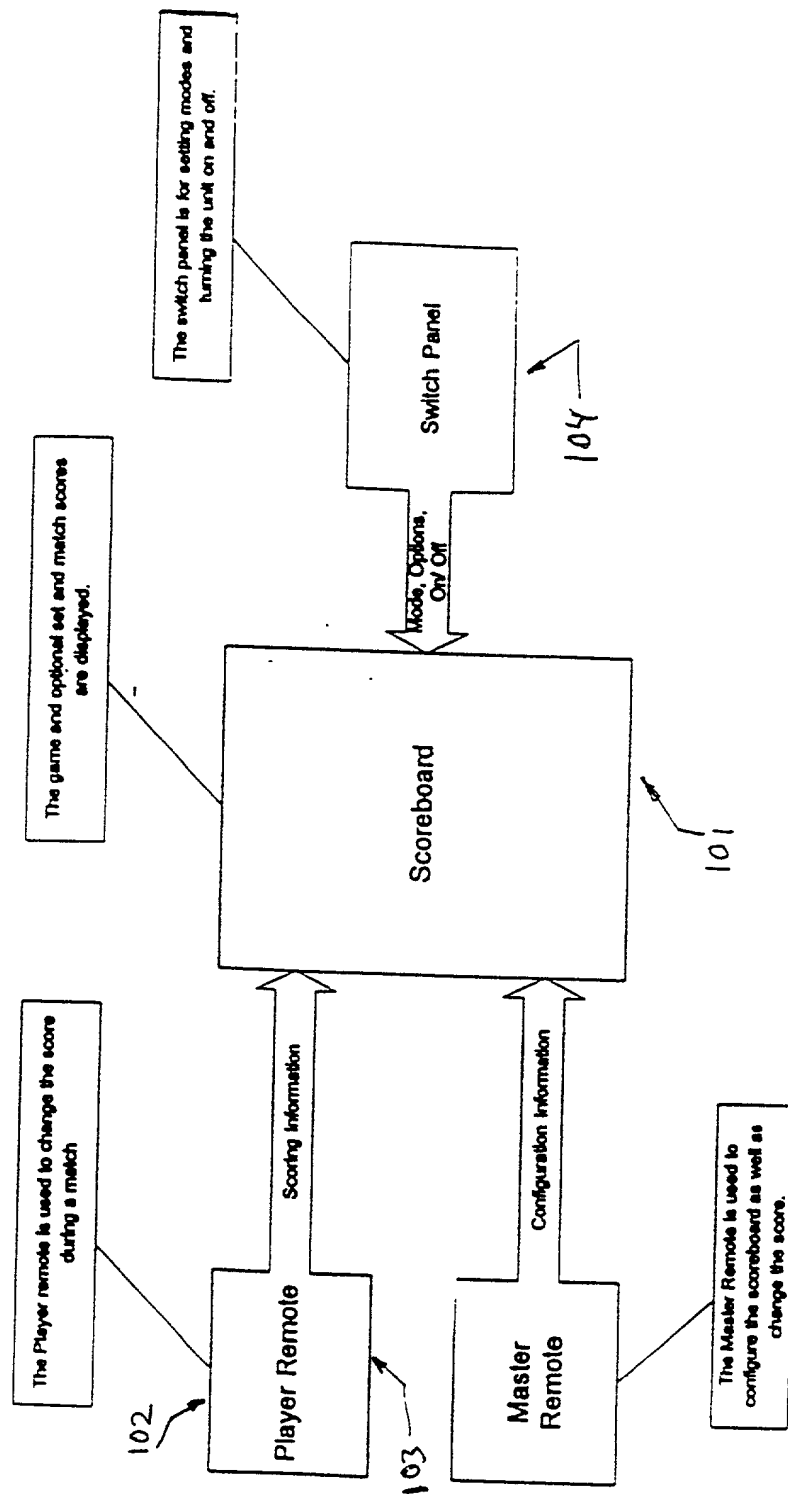 The Player remote is used to change the score
during a match
102
Player Remote
103
Scoring Information
Master
Remote
Configuration Information
The Master Remote is used to
configure the scoreboard as well as
change the score.
The game and optional set and match scores
are displayed.
Scoreboard
101
Mode, Options,
On/ Off
The switch panel is for setting modes and
turning the unit on and off.
Switch Panel
104